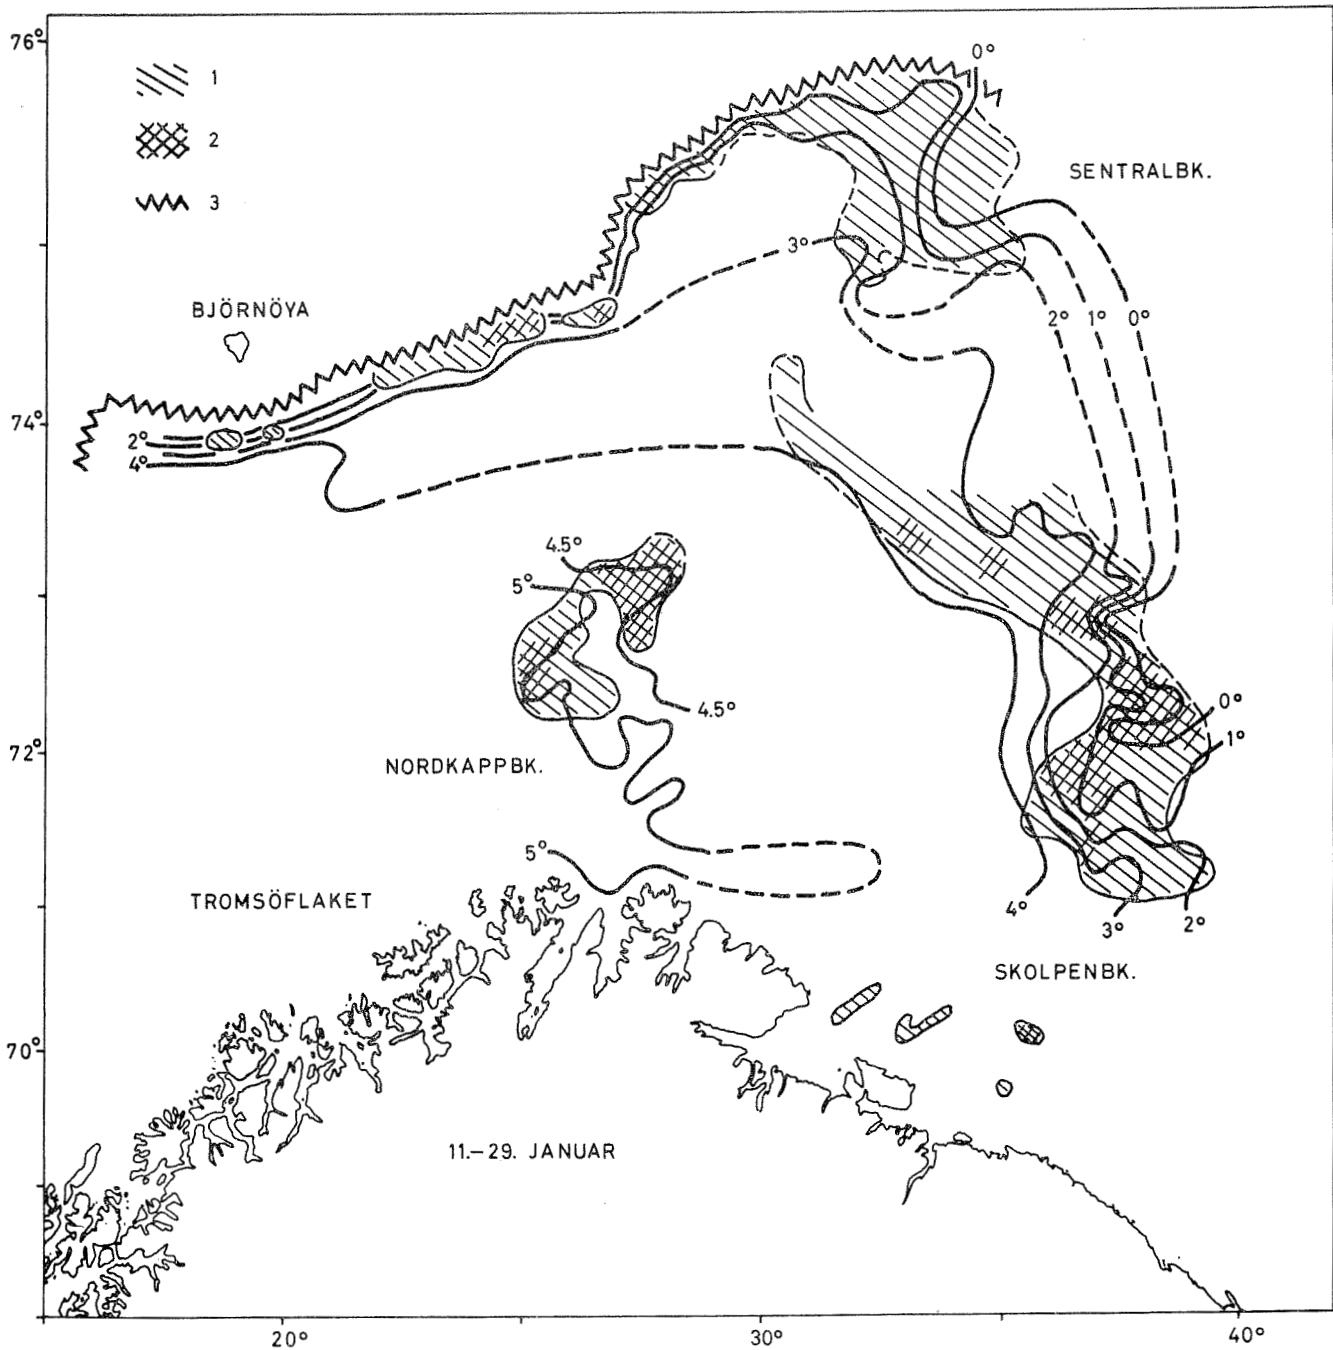 76°
0°
1
2
3
SENTRALBK.
3°
BJÖRNÖYA
2° 1° 0°
74°
2°
4°
4.5°
5°
4.5°
0°
72°
1°
NORDKAPPBK.
5°
TROMSÖFLAKET
4°
3°
2°
SKOLPENBK.
70°
11.–29. JANUAR
20° 30° 40°